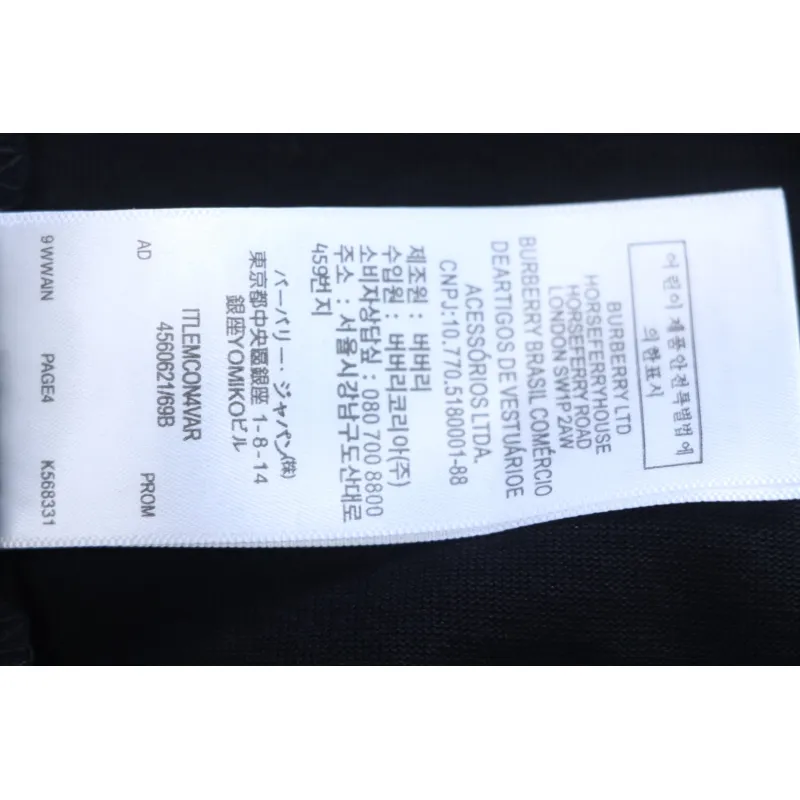 어린이 제품안전특별법에
의한표시
BURBERRY LTD
HORSEFERRYHOUSE
HORSEFERRY ROAD
LONDON SW1P 2AW
BURBERRY BRASIL COMÉRCIO
DEARTIGOS DE VESTUÁRIOE
ACESSÓRIOS LTDA.
CNPJ:10.770.5180001-88
제조원 : 버버리
수입원 : 버버리코리아(주)
소비자상담실 : 080 700 8800
주소 : 서울시강남구도산대로
459번지
バーバリー・ジャパン(株)
東京都中央區銀座 1-8-14
銀座YOMIKOビル
ITLEMCON4VAR
4560621/69B
AD PROM
9WWAIN PAGE4 K568331